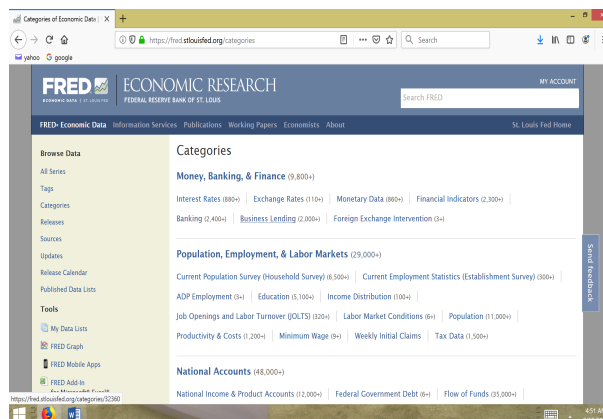 Categories of Economic Data | X +
https://fred.stlouisfed.org/categories
Search
yahoo
google
FRED
ECONOMIC DATA | ST. LOUIS FED
ECONOMIC RESEARCH
FEDERAL RESERVE BANK OF ST. LOUIS
MY ACCOUNT
Search FRED
FRED® Economic Data Information Services Publications Working Papers Economists About St. Louis Fed Home
Browse Data
All Series
Tags
Categories
Releases
Sources
Updates
Release Calendar
Published Data Lists
Tools
My Data Lists
FRED Graph
FRED Mobile Apps
FRED Add-In
for Microsoft Excel®
Categories
Money, Banking, & Finance (9,800+)
Interest Rates (880+) | Exchange Rates (110+) | Monetary Data (860+) | Financial Indicators (2,300+) |
Banking (2,400+) | Business Lending (2,000+) | Foreign Exchange Intervention (3+)
Population, Employment, & Labor Markets (29,000+)
Current Population Survey (Household Survey) (6,500+) | Current Employment Statistics (Establishment Survey) (300+) |
ADP Employment (3+) | Education (5,100+) | Income Distribution (100+) |
Job Openings and Labor Turnover (JOLTS) (320+) | Labor Market Conditions (6+) | Population (11,000+) |
Productivity & Costs (1,200+) | Minimum Wage (9+) | Weekly Initial Claims | Tax Data (1,500+)
National Accounts (48,000+)
National Income & Product Accounts (12,000+) | Federal Government Debt (6+) | Flow of Funds (35,000+) |
Send feedback
https://fred.stlouisfed.org/categories/32360
4:51 AM